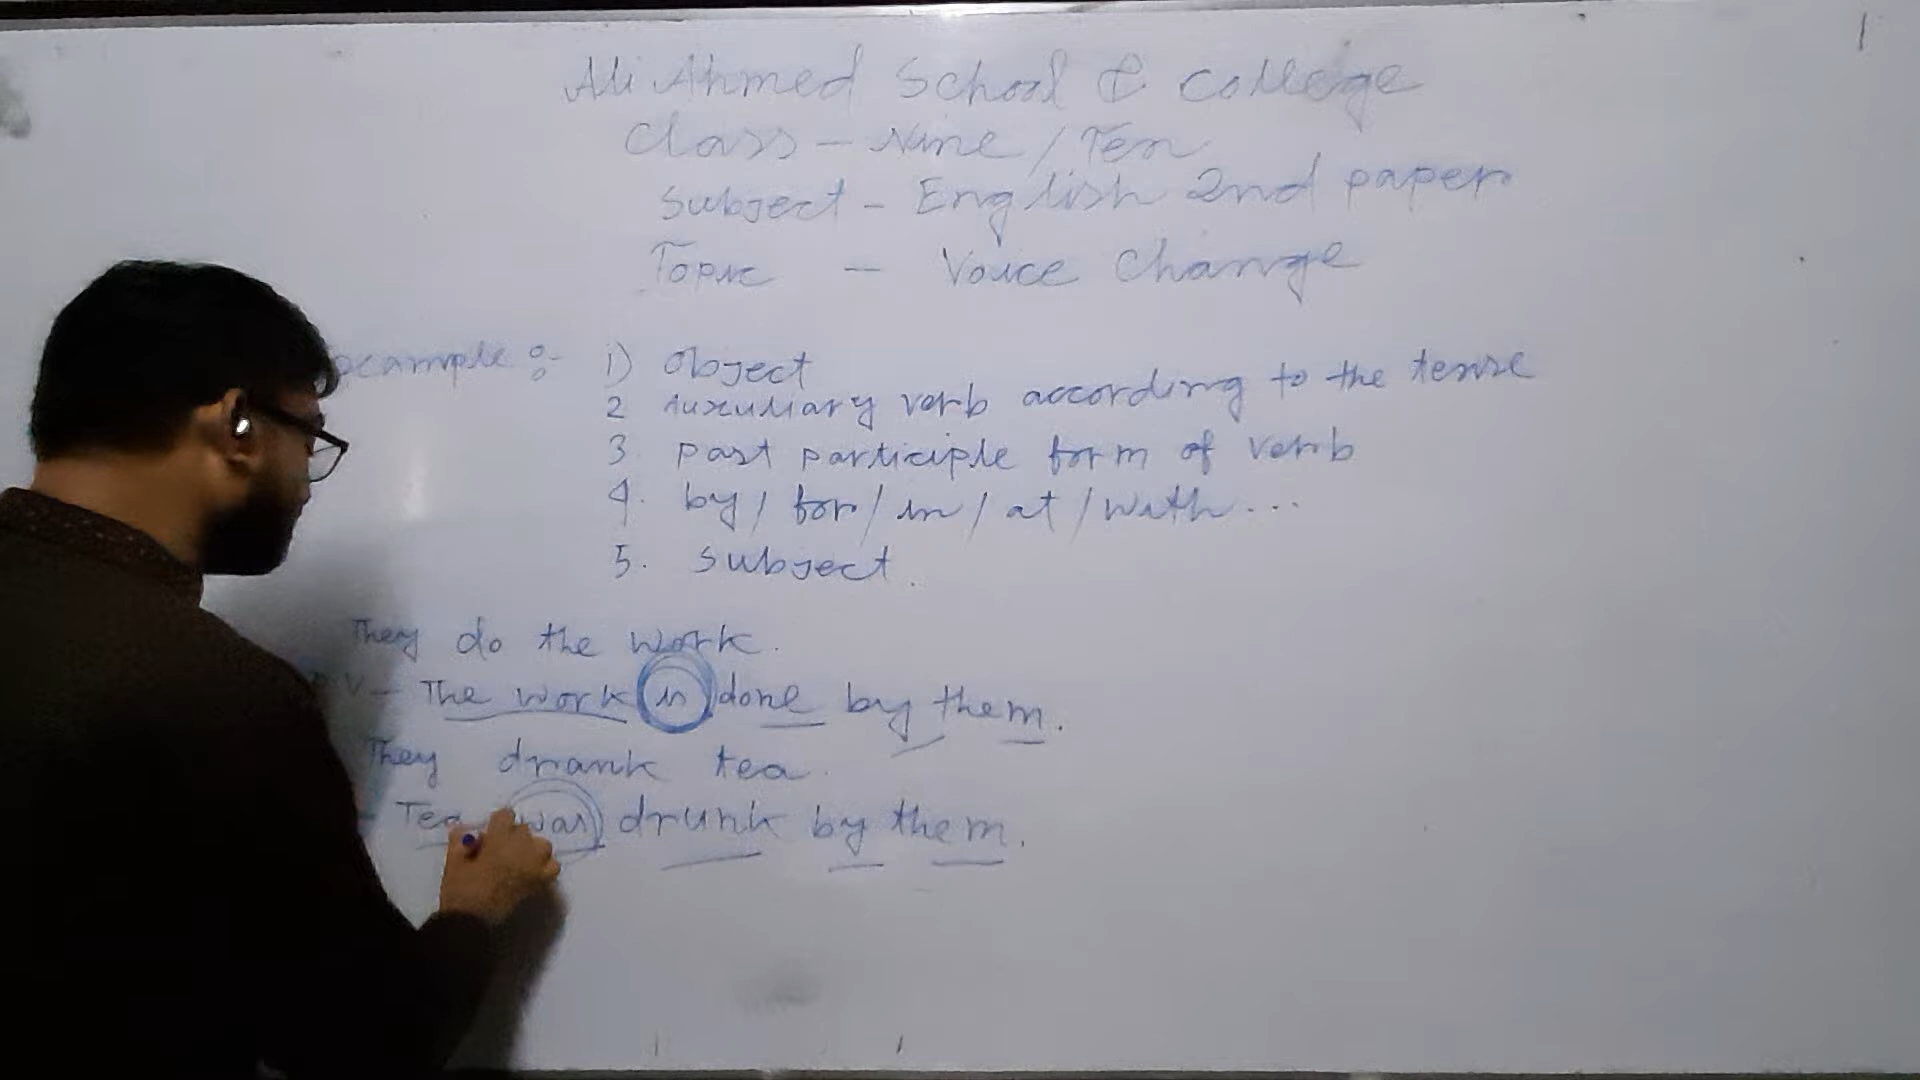 Ali Ahmed School & College
Class - Nine / Ten
Subject - English 2nd paper
Topic - Voice Change
example :- 1) Object
2 Auxuliary verb according to the tense
3. past participle form of verb
4. by / for / in / at / with ...
5. subject.
They do the work.
V - The work is done by them.
They drank tea.
- Tea was drunk by them.